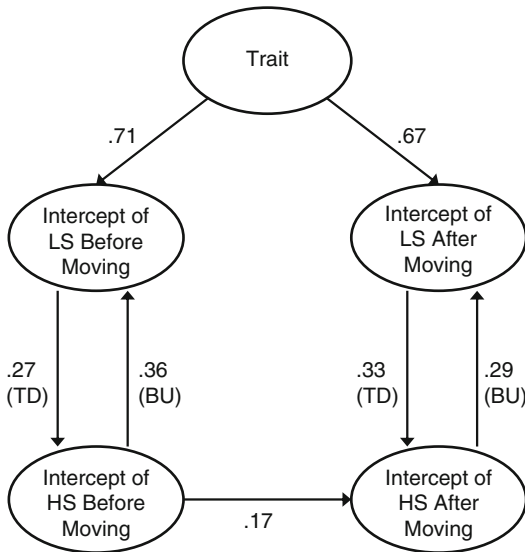 Trait
.71
.67
Intercept of
LS Before
Moving
Intercept of
LS After
Moving
.27
(TD)
.36
(BU)
.33
(TD)
.29
(BU)
Intercept of
HS Before
Moving
.17
Intercept of
HS After
Moving